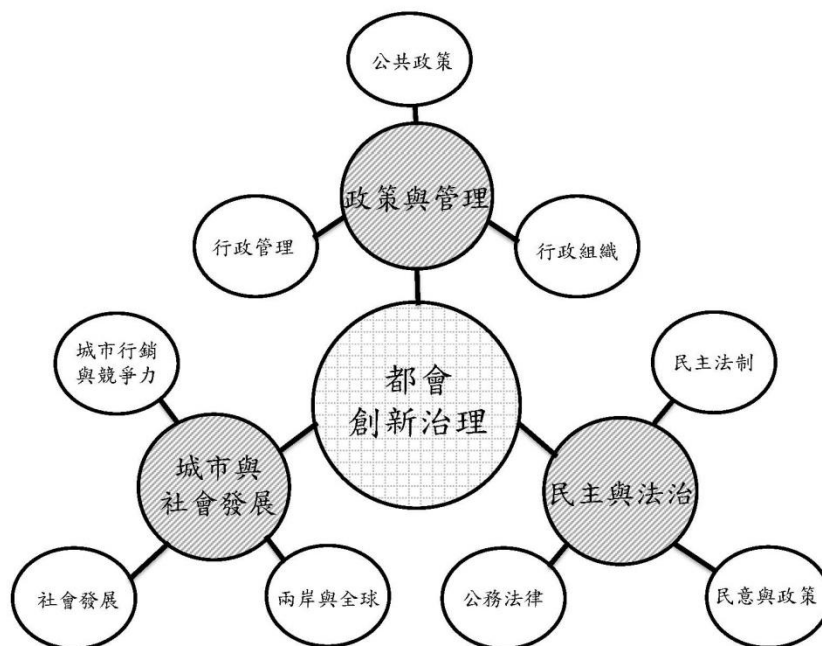 公共政策
政策與管理
行政管理
行政組織
城市行銷
與競爭力
民主法制
都會
創新治理
城市與
社會發展
民主與法治
社會發展
兩岸與全球
公務法律
民意與政策